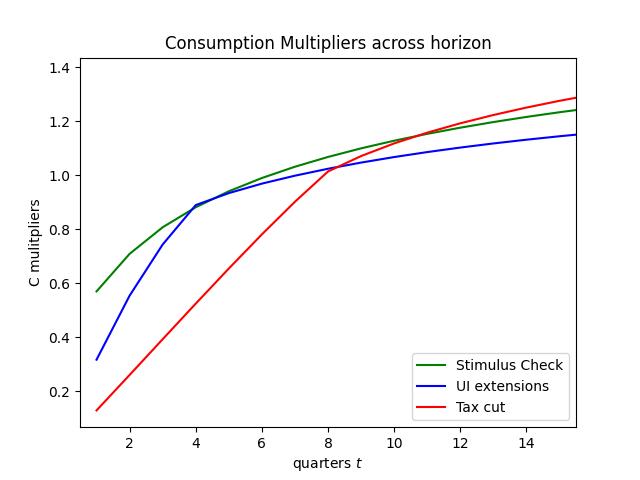 Consumption Multipliers across horizon
1.4
1.2
1.0
0.8
0.6
0.4
0.2
C mulitpliers
2 4 6 8 10 12 14
quarters t
Stimulus Check
UI extensions
Tax cut